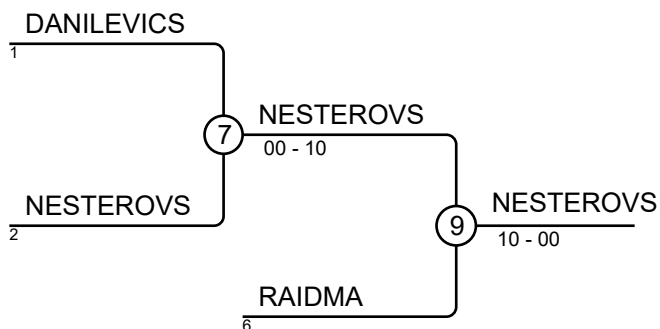 DANILEVICS
1
7
NESTEROVS
00 - 10
NESTEROVS
2
9
NESTEROVS
10 - 00
RAIDMA
6